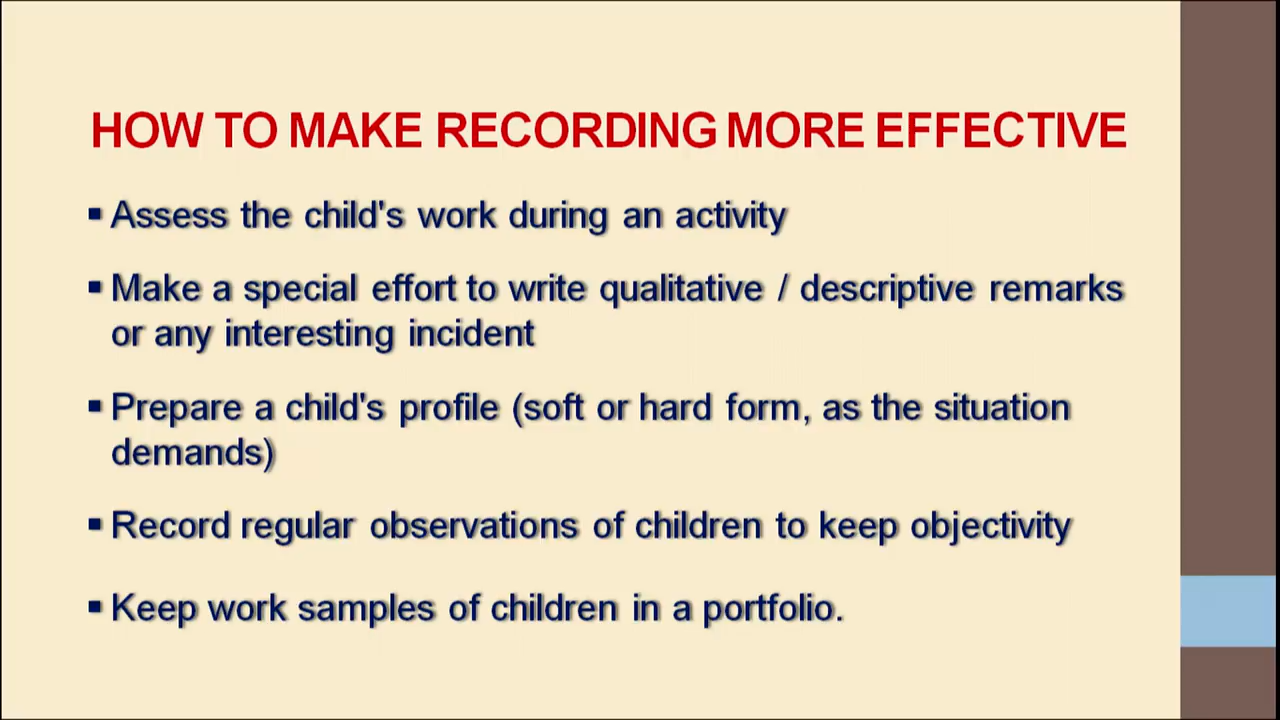 HOW TO MAKE RECORDING MORE EFFECTIVE
▪ Assess the child's work during an activity
▪ Make a special effort to write qualitative / descriptive remarks
or any interesting incident
▪ Prepare a child's profile (soft or hard form, as the situation
demands)
▪ Record regular observations of children to keep objectivity
▪ Keep work samples of children in a portfolio.